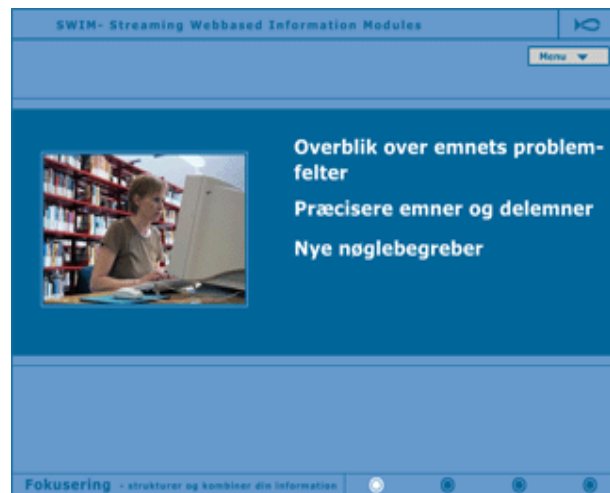 SWIM- Streaming Webbased Information Modules
Menu
Overblik over emnets problem-
felter
Præcisere emner og delemner
Nye nøglebegreber
Fokusering - strukturer og kombiner din information